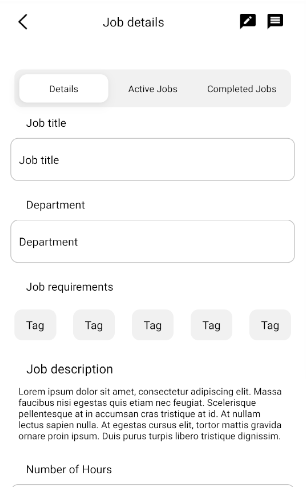 Job details
Details Active Jobs Completed Jobs
Job title
Job title
Department
Department
Job requirements
Tag Tag Tag Tag Tag
Job description
Lorem ipsum dolor sit amet, consectetur adipiscing elit. Massa
faucibus nisi egestas quis etiam nec feugiat. Scelerisque
pellentesque at in accumsan cras tristique at id. At nullam
lectus sapien nulla. At egestas cursus elit, tortor mattis gravida
ornare proin ipsum. Duis purus turpis libero tristique dignissim.
Number of Hours